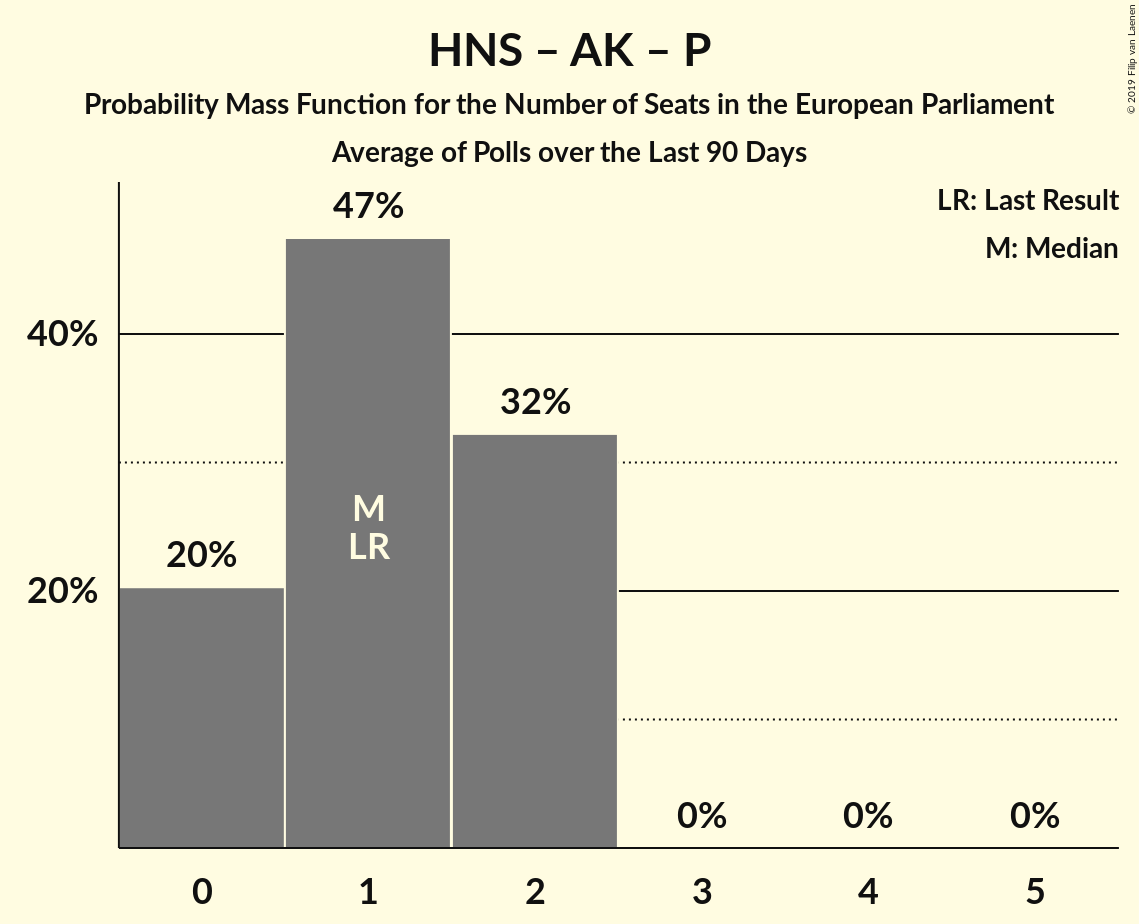 HNS – AK – P
Probability Mass Function for the Number of Seats in the European Parliament
Average of Polls over the Last 90 Days
© 2019 Filip van Laenen
LR: Last Result
M: Median
47%
40%
32%
M
LR
20%
20%
0% 0% 0%
0 1 2 3 4 5